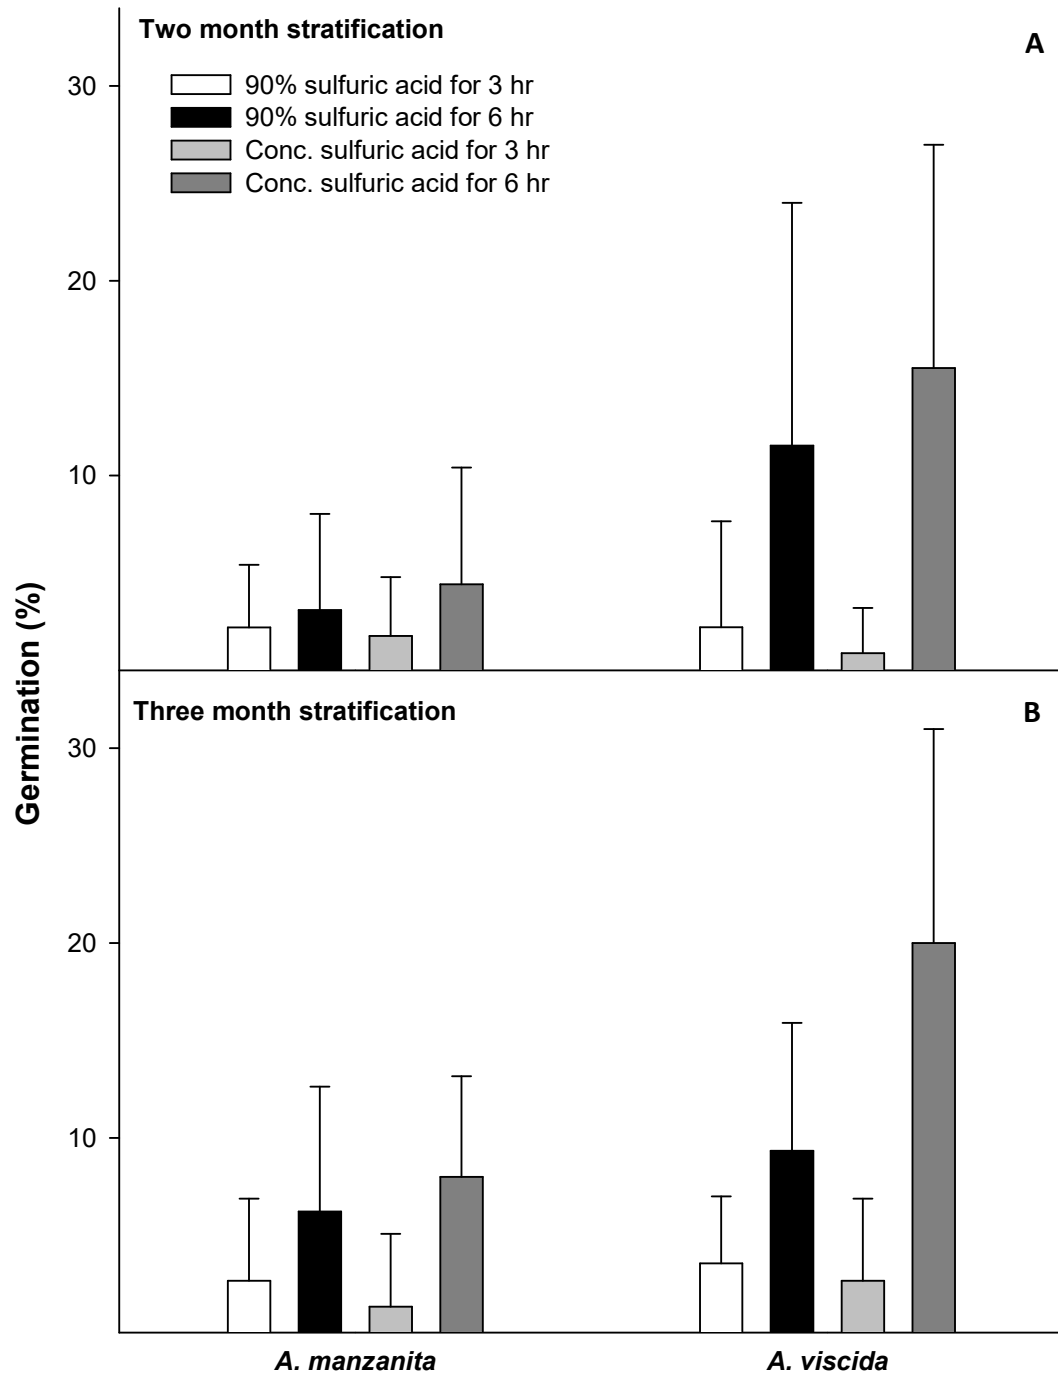 Two month stratification
A
90% sulfuric acid for 3 hr
90% sulfuric acid for 6 hr
Conc. sulfuric acid for 3 hr
Conc. sulfuric acid for 6 hr
30
20
10
Germination (%)
Three month stratification
B
30
20
10
A. manzanita
A. viscida